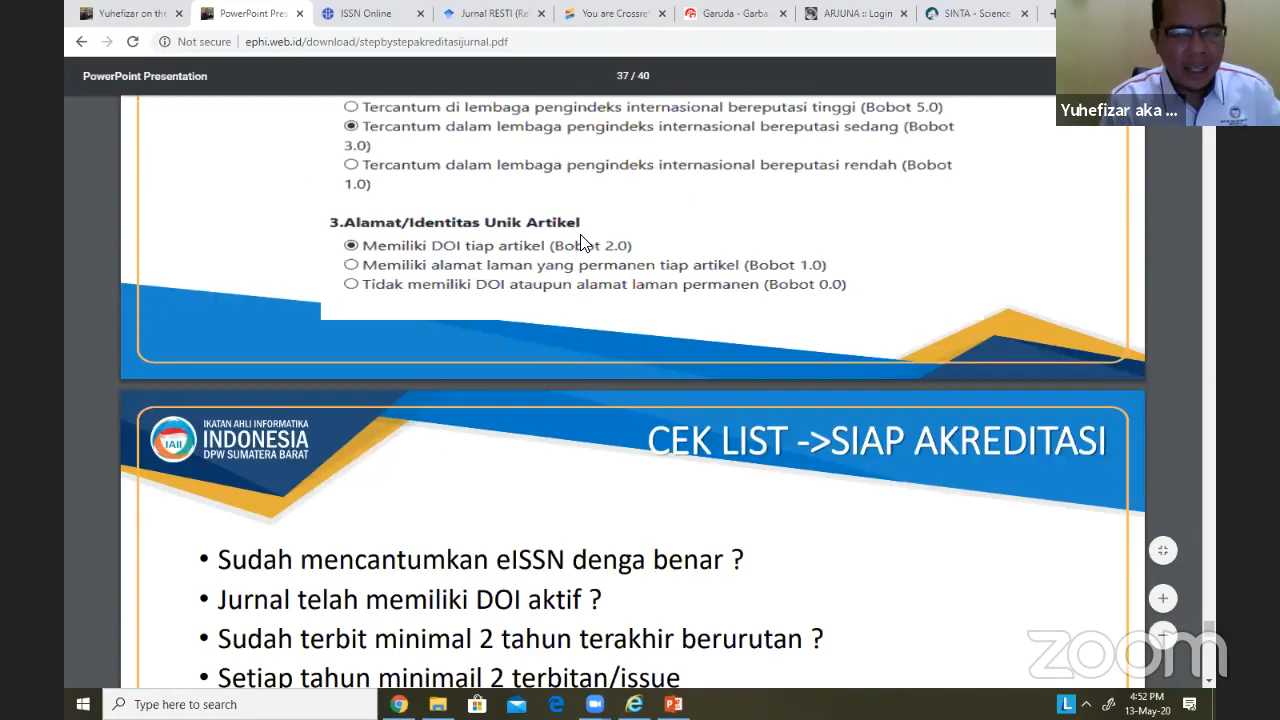 Yuhefizar on the
PowerPoint Pres
ISSN Online
Jurnal RESTI (Re
You are Crossre
Garuda - Garba
ARJUNA :: Login
SINTA - Science
Not secure
ephi.web.id/download/stepbystepakreditasijurnal.pdf
PowerPoint Presentation
37 / 40
Yuhefizar aka ...
Tercantum di lembaga pengindeks internasional bereputasi tinggi (Bobot 5.0)
Tercantum dalam lembaga pengindeks internasional bereputasi sedang (Bobot
3.0)
Tercantum dalam lembaga pengindeks internasional bereputasi rendah (Bobot
1.0)
3.Alamat/Identitas Unik Artikel
Memiliki DOI tiap artikel (Bobot 2.0)
Memiliki alamat laman yang permanen tiap artikel (Bobot 1.0)
Tidak memiliki DOI ataupun alamat laman permanen (Bobot 0.0)
IAII
IKATAN AHLI INFORMATIKA
INDONESIA
DPW SUMATERA BARAT
CEK LIST ->SIAP AKREDITASI
• Sudah mencantumkan eISSN denga benar ?
• Jurnal telah memiliki DOI aktif ?
• Sudah terbit minimal 2 tahun terakhir berurutan ?
• Setiap tahun minimail 2 terbitan/issue
zoom
Type here to search
L
4:52 PM
13-May-20